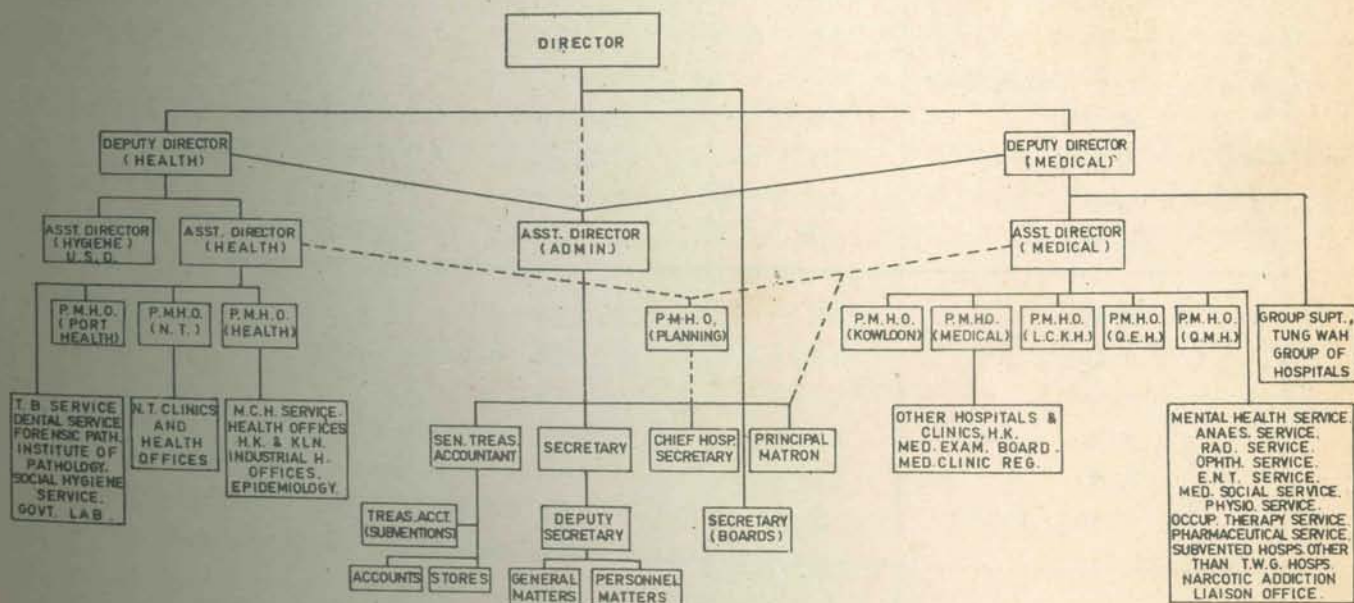 DIRECTOR
DEPUTY DIRECTOR
(HEALTH)
DEPUTY DIRECTOR
(MEDICAL)
ASST. DIRECTOR
(HYGIENE)
U.S.D.
ASST. DIRECTOR
(HEALTH)
ASST. DIRECTOR
(ADMIN.)
ASST. DIRECTOR
(MEDICAL)
P.M.H.O.
(PORT
HEALTH)
P.M.H.O.
(N.T.)
P.M.H.O.
(HEALTH)
P.M.H.O.
(PLANNING)
P.M.H.O.
(KOWLOON)
P.M.H.O.
(MEDICAL)
P.M.H.O.
(L.C.K.H.)
P.M.H.O.
(Q.E.H.)
P.M.H.O.
(Q.M.H.)
GROUP SUPT.,
TUNG WAH
GROUP OF
HOSPITALS
T.B. SERVICE
DENTAL SERVICE
FORENSIC PATH.
INSTITUTE OF
PATHOLOGY.
SOCIAL HYGIENE
SERVICE.
GOVT. LAB.
N.T. CLINICS
AND
HEALTH
OFFICES
M.C.H. SERVICE.
HEALTH OFFICES
H.K. & KLN.
INDUSTRIAL H.
OFFICES.
EPIDEMIOLOGY.
SEN. TREAS.
ACCOUNTANT
SECRETARY
CHIEF HOSP.
SECRETARY
PRINCIPAL
MATRON
OTHER HOSPITALS &
CLINICS, H.K.
MED. EXAM. BOARD.
MED. CLINIC REG.
MENTAL HEALTH SERVICE.
ANAES. SERVICE.
RAD. SERVICE.
OPHTH. SERVICE.
E.N.T. SERVICE.
MED. SOCIAL SERVICE.
PHYSIO. SERVICE.
OCCUP. THERAPY SERVICE.
PHARMACEUTICAL SERVICE.
SUBVENTED HOSPS. OTHER
THAN T.W.G. HOSPS.
NARCOTIC ADDICTION
LIAISON OFFICE.
TREAS. ACCT.
(SUBVENTIONS)
DEPUTY
SECRETARY
SECRETARY
(BOARDS)
ACCOUNTS
STORES
GENERAL
MATTERS
PERSONNEL
MATTERS